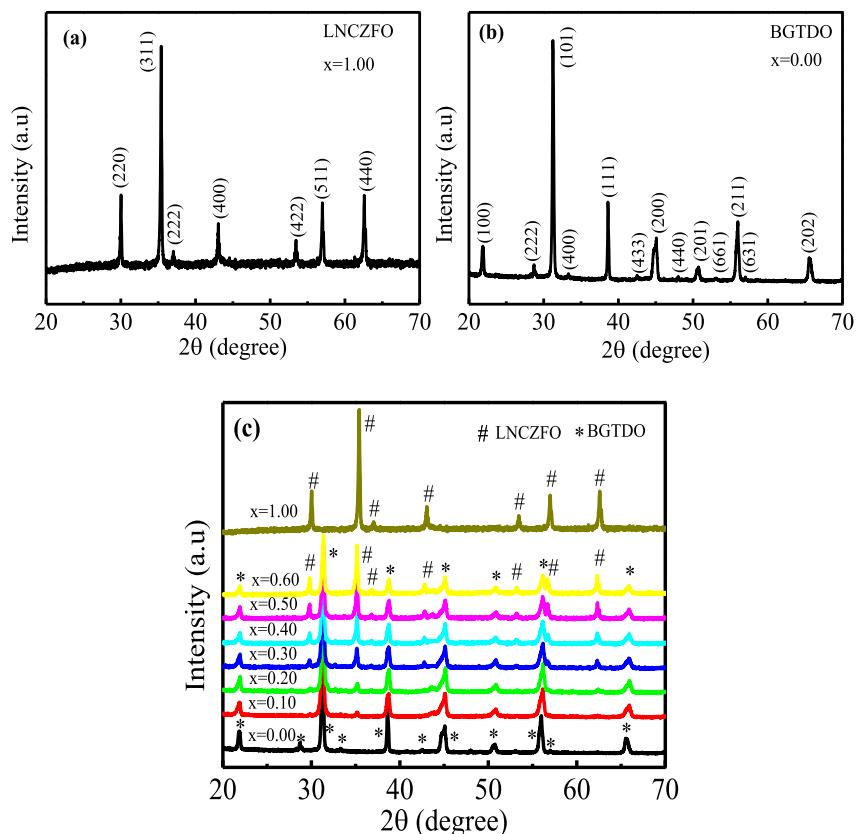 (a)
LNCZFO
x=1.00
(220)
(311)
(222)
(400)
(422)
(511)
(440)
Intensity (a.u)
20 30 40 50 60 70
2θ (degree)
(b)
BGTDO
x=0.00
(100)
(222)
(101)
(400)
(111)
(433)
(200)
(440)
(201)
(661)
(211)
(631)
(202)
Intensity (a.u)
20 30 40 50 60 70
2θ (degree)
(c)
# LNCZFO * BGTDO
# # # # # # #
x=1.00
* # * # # * # * * # * # # *
x=0.60
x=0.50
x=0.40
x=0.30
x=0.20
x=0.10
x=0.00
* * * * * * * * * * * *
Intensity (a.u)
20 30 40 50 60 70
2θ (degree)